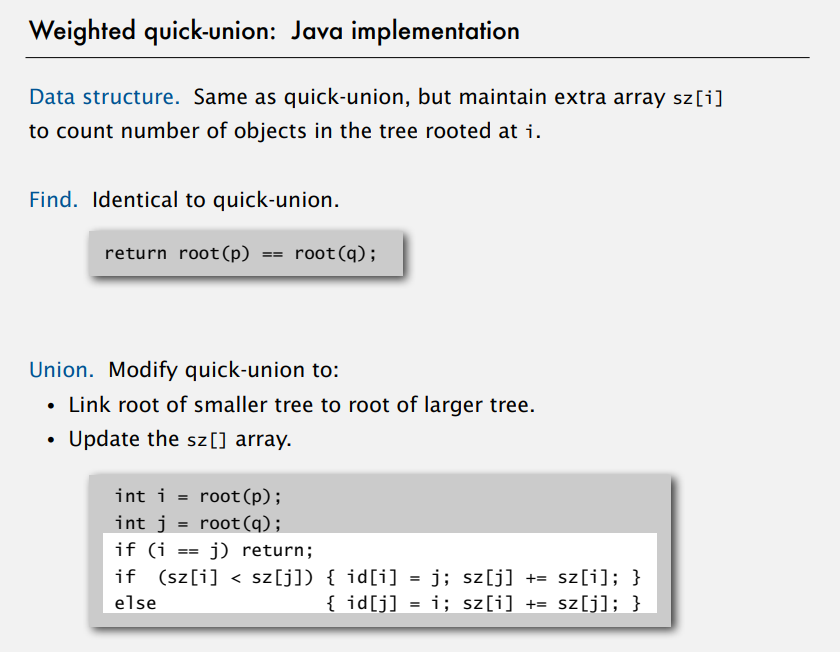 Weighted quick-union: Java implementation
Data structure. Same as quick-union, but maintain extra array sz[i]
to count number of objects in the tree rooted at i.
Find. Identical to quick-union.
return root(p) == root(q);
Union. Modify quick-union to:
• Link root of smaller tree to root of larger tree.
• Update the sz[] array.
int i = root(p);
int j = root(q);
if (i == j) return;
if (sz[i] < sz[j]) { id[i] = j; sz[j] += sz[i]; }
else { id[j] = i; sz[i] += sz[j]; }